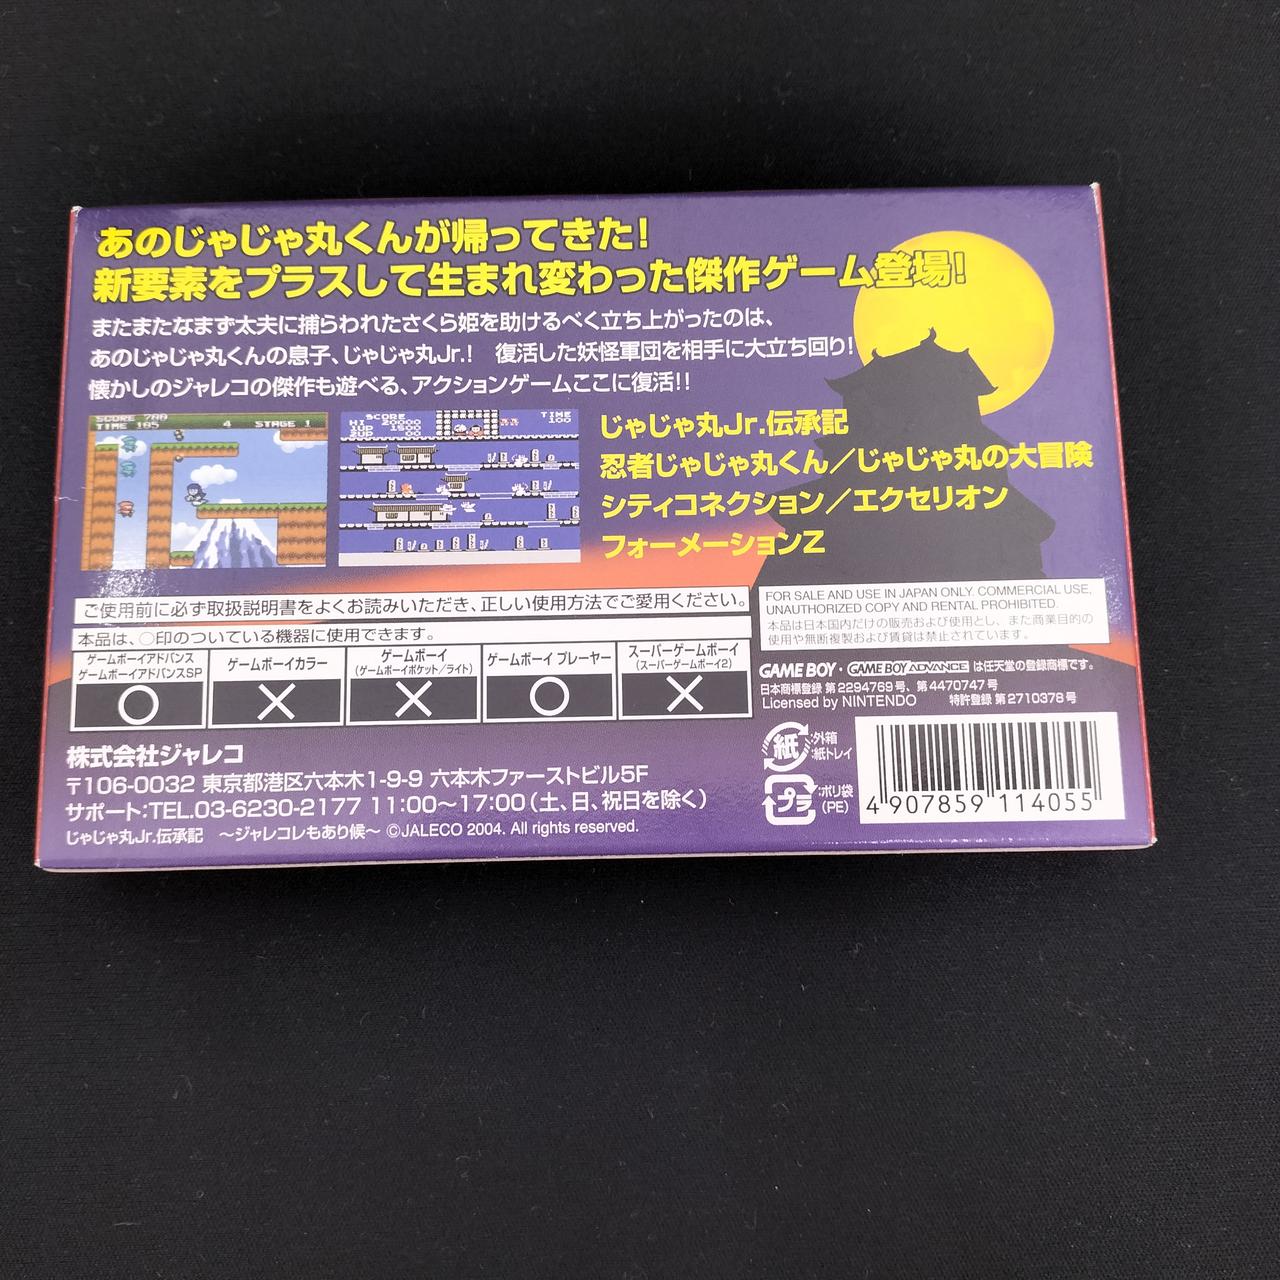 あのじゃじゃ丸くんが帰ってきた!
新要素をプラスして生まれ変わった傑作ゲーム登場!
またまたなまず太夫に捕らわれたさくら姫を助けるべく立ち上がったのは、
あのじゃじゃ丸くんの息子、じゃじゃ丸Jr.! 復活した妖怪軍団を相手に大立ち回り!
懐かしのジャレコの傑作も遊べる、アクションゲームここに復活!!
SCORE 700
TIME 185 4 STAGE 1
SCORE TIME
HI 20000 100
1UP 1500
2UP 00
じゃじゃ丸Jr.伝承記
忍者じゃじゃ丸くん/じゃじゃ丸の大冒険
シティコネクション/エクセリオン
フォーメーションZ
ご使用前に必ず取扱説明書をよくお読みいただき、正しい使用方法でご愛用ください。
本品は、○印のついている機器に使用できます。
ゲームボーイアドバンス
ゲームボーイアドバンスSP
ゲームボーイカラー
ゲームボーイ
(ゲームボーイポケット/ライト)
ゲームボーイ プレーヤー
スーパーゲームボーイ
(スーパーゲームボーイ2)
○ × × ○ ×
FOR SALE AND USE IN JAPAN ONLY. COMMERCIAL USE,
UNAUTHORIZED COPY AND RENTAL PROHIBITED.
本品は日本国内だけの販売および使用とし、また商業目的の
使用や無断複製および賃貸は禁止されています。
GAME BOY・GAME BOY ADVANCE は任天堂の登録商標です。
日本商標登録 第2294769号、第4470747号
Licensed by NINTENDO 特許登録 第2710378号
株式会社ジャレコ
〒106-0032 東京都港区六本木1-9-9 六本木ファーストビル5F
サポート:TEL.03-6230-2177 11:00〜17:00(土、日、祝日を除く)
じゃじゃ丸Jr.伝承記 〜ジャレコレもあり候〜 ©JALECO 2004. All rights reserved.
紙 :外箱
:紙トレイ
プラ :ポリ袋
(PE)
4 907859 114055